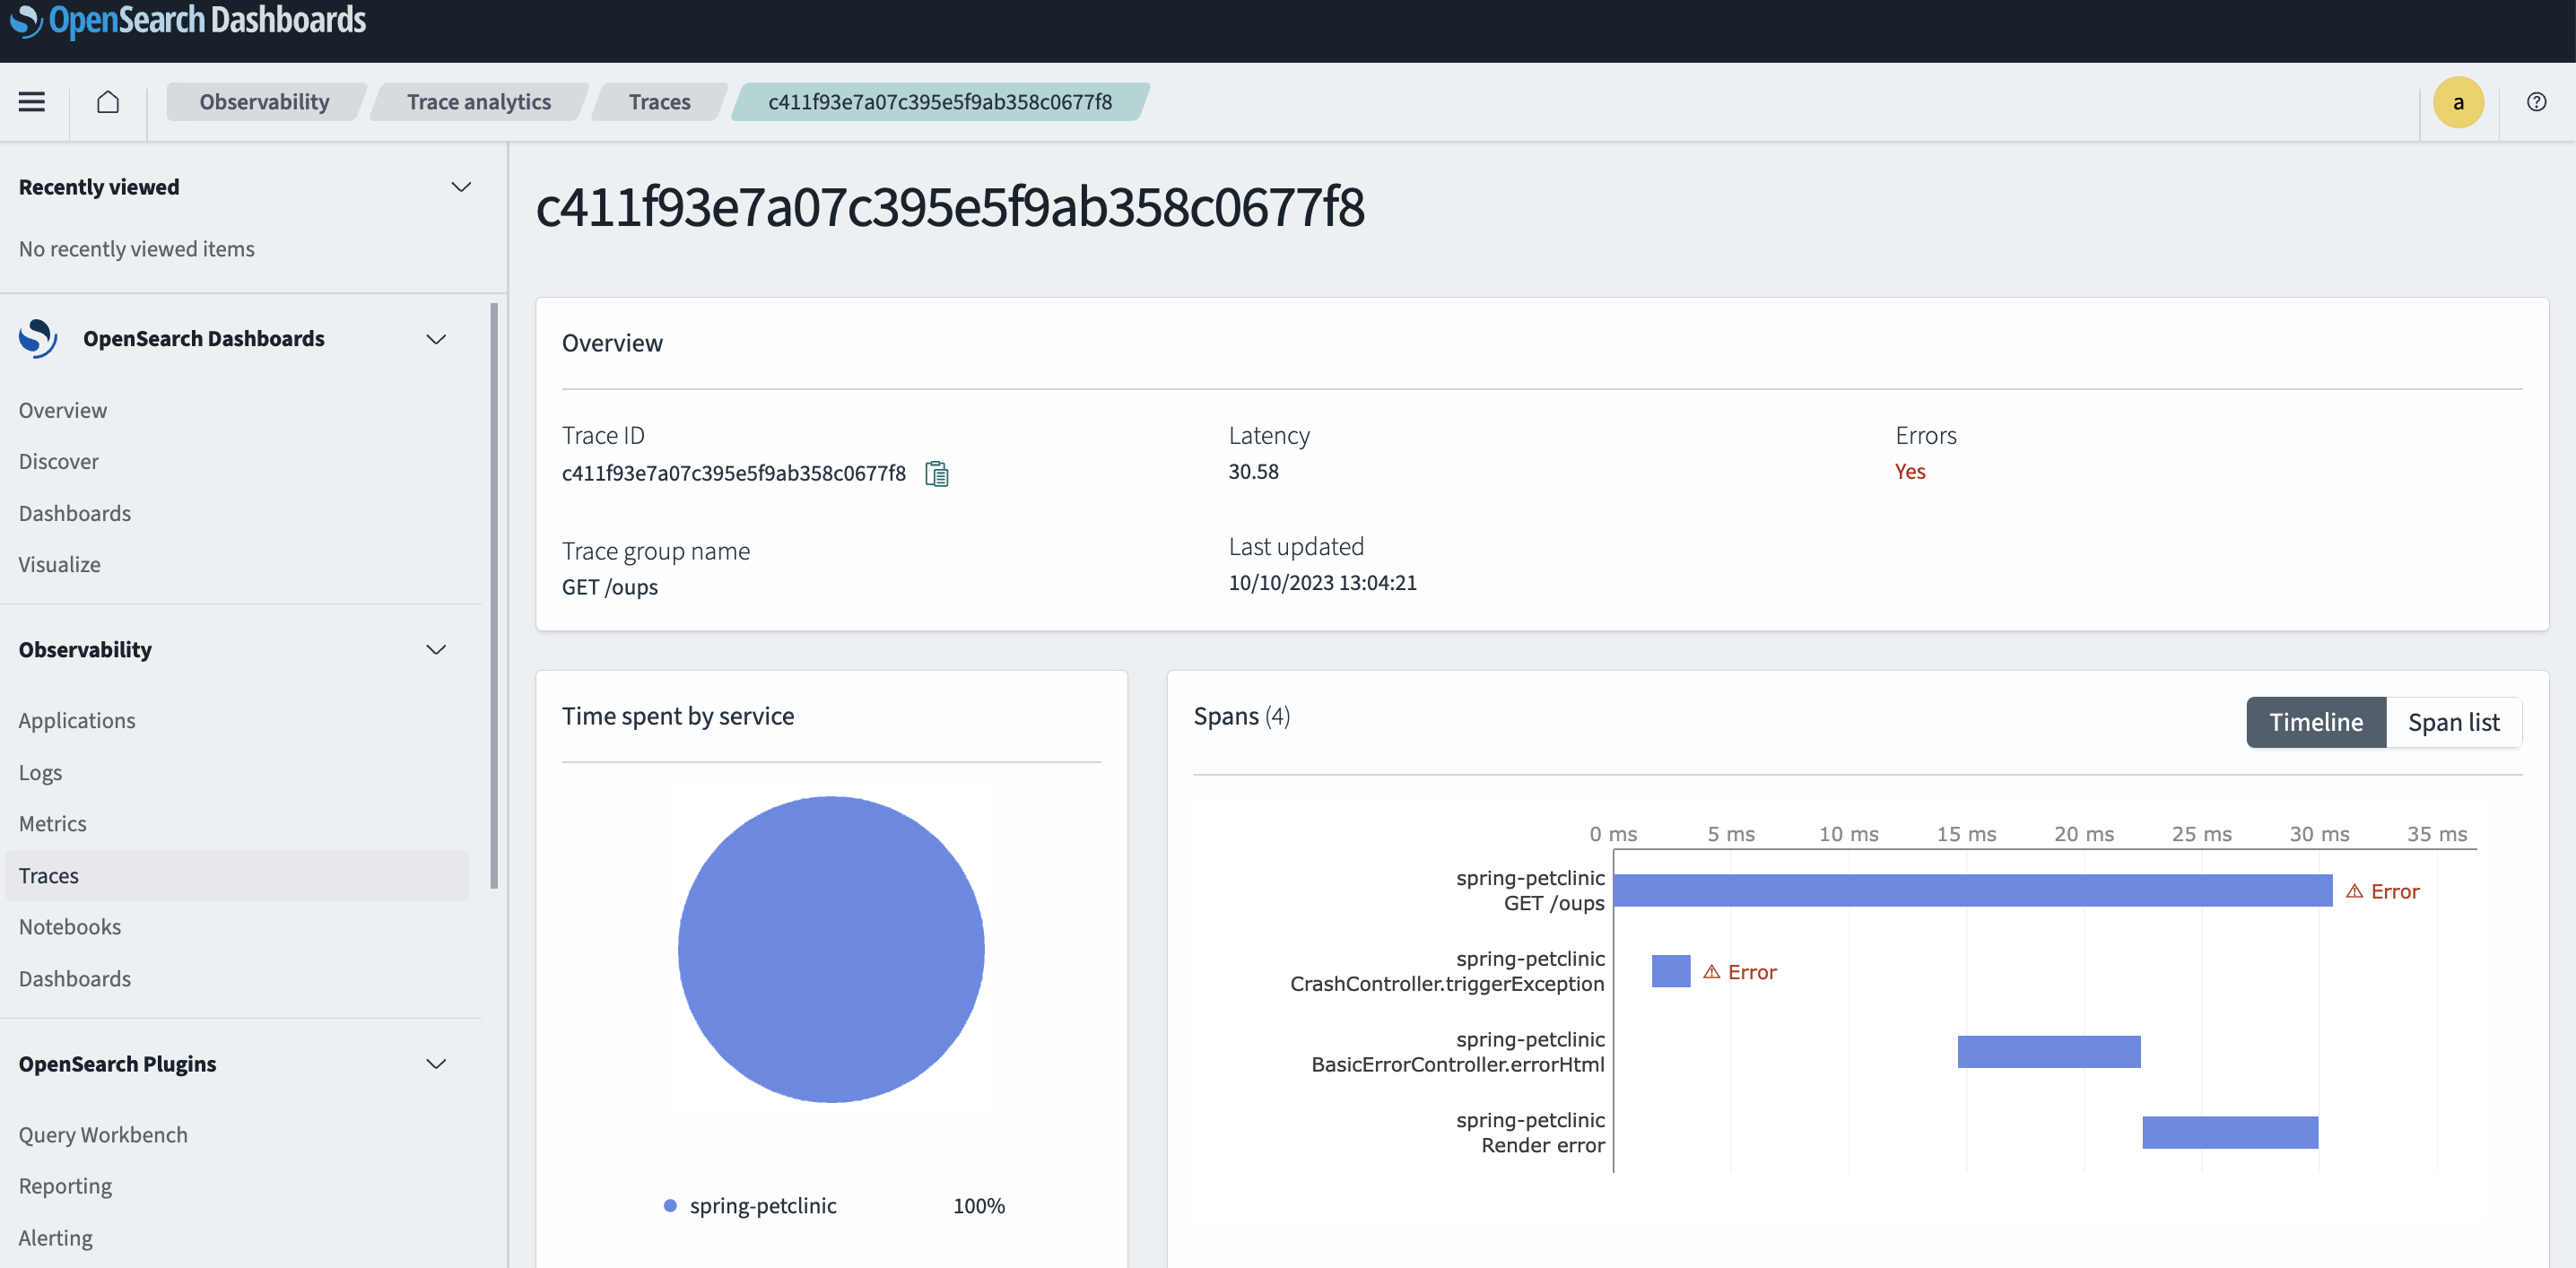 OpenSearch Dashboards
Observability
Trace analytics
Traces
c411f93e7a07c395e5f9ab358c0677f8
a
Recently viewed
No recently viewed items
OpenSearch Dashboards
Overview
Discover
Dashboards
Visualize
Observability
Applications
Logs
Metrics
Traces
Notebooks
Dashboards
OpenSearch Plugins
Query Workbench
Reporting
Alerting
c411f93e7a07c395e5f9ab358c0677f8
Overview
Trace ID
c411f93e7a07c395e5f9ab358c0677f8
Trace group name
GET /oups
Latency
30.58
Last updated
10/10/2023 13:04:21
Errors
Yes
Time spent by service
spring-petclinic 100%
Spans (4)
Timeline
Span list
0 ms 5 ms 10 ms 15 ms 20 ms 25 ms 30 ms 35 ms
spring-petclinic
GET /oups
Error
spring-petclinic
CrashController.triggerException
Error
spring-petclinic
BasicErrorController.errorHtml
spring-petclinic
Render error